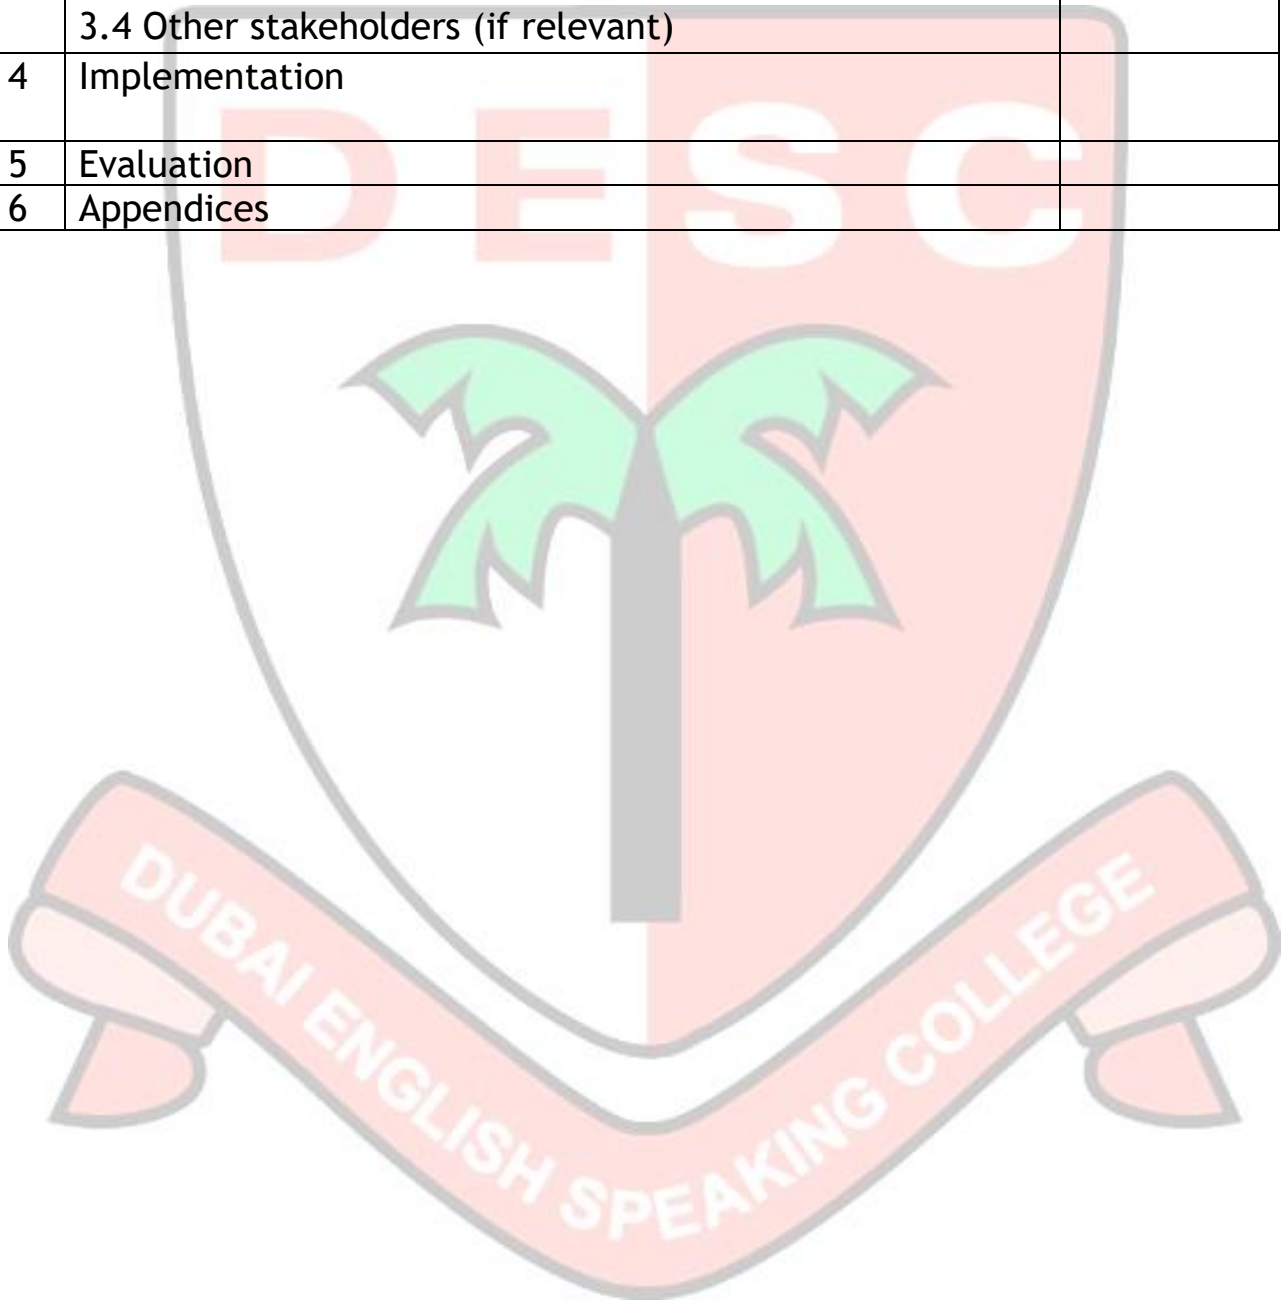 3.4 Other stakeholders (if relevant)
4 Implementation
5 Evaluation
6 Appendices
DESC
DUBAI ENGLISH SPEAKING COLLEGE